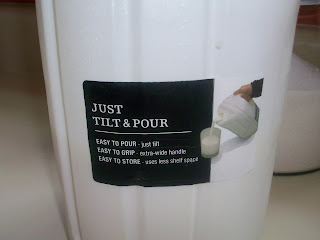 JUST
TILT & POUR
EASY TO POUR - just tilt
EASY TO GRIP - extra-wide handle
EASY TO STORE - uses less shelf space